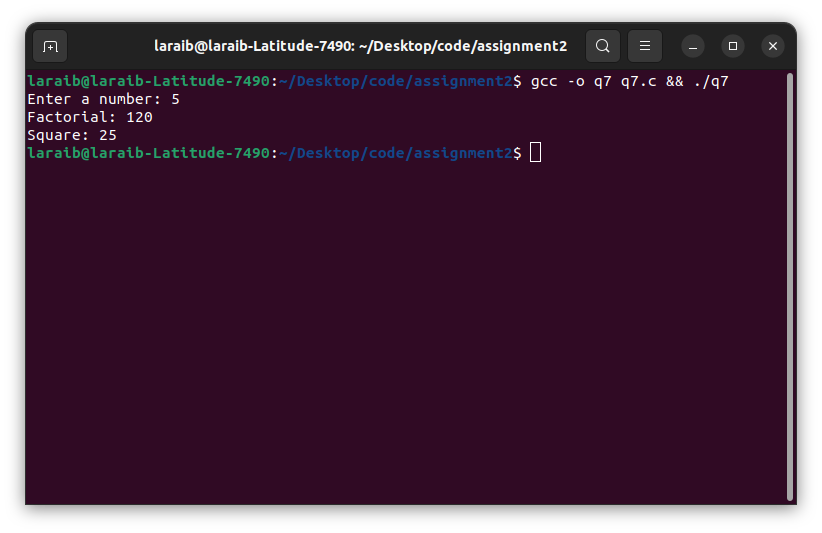 laraib@laraib-Latitude-7490: ~/Desktop/code/assignment2
laraib@laraib-Latitude-7490:~/Desktop/code/assignment2$ gcc -o q7 q7.c && ./q7
Enter a number: 5
Factorial: 120
Square: 25
laraib@laraib-Latitude-7490:~/Desktop/code/assignment2$